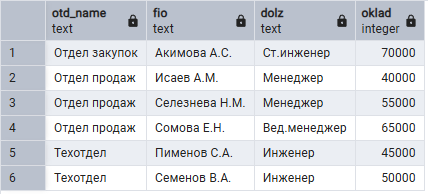 otd_name fio dolz oklad
text text text integer
1 Отдел закупок Акимова А.С. Ст.инженер 70000
2 Отдел продаж Исаев А.М. Менеджер 40000
3 Отдел продаж Селезнева Н.М. Менеджер 55000
4 Отдел продаж Сомова Е.Н. Вед.менеджер 65000
5 Техотдел Пименов С.А. Инженер 45000
6 Техотдел Семенов В.А. Инженер 50000